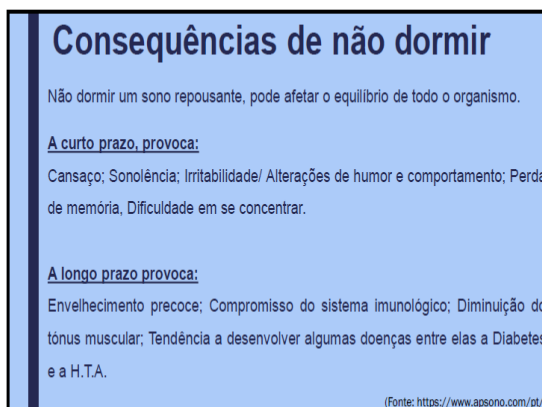 Consequências de não dormir
Não dormir um sono repousante, pode afetar o equilíbrio de todo o organismo.
A curto prazo, provoca:
Cansaço; Sonolência; Irritabilidade/ Alterações de humor e comportamento; Perda
de memória, Dificuldade em se concentrar.
A longo prazo provoca:
Envelhecimento precoce; Compromisso do sistema imunológico; Diminuição do
tónus muscular; Tendência a desenvolver algumas doenças entre elas a Diabetes
e a H.T.A.
(Fonte: https://www.apsono.com/pt/